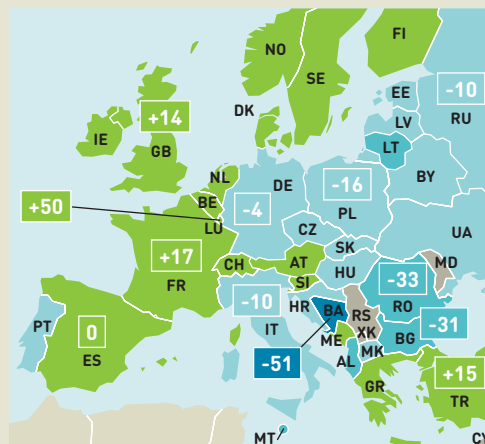 NO
FI
SE
EE
-10
DK
LV
RU
+14
IE
LT
GB
BY
NL
DE
-16
BE
+50
-4
PL
LU
CZ
UA
SK
+17
CH
AT
MD
HU
FR
SI
-33
-10
HR
BA
RS
RO
PT
0
IT
XK
-31
ME
BG
ES
-51
AL
MK
+15
GR
TR
MT
CY